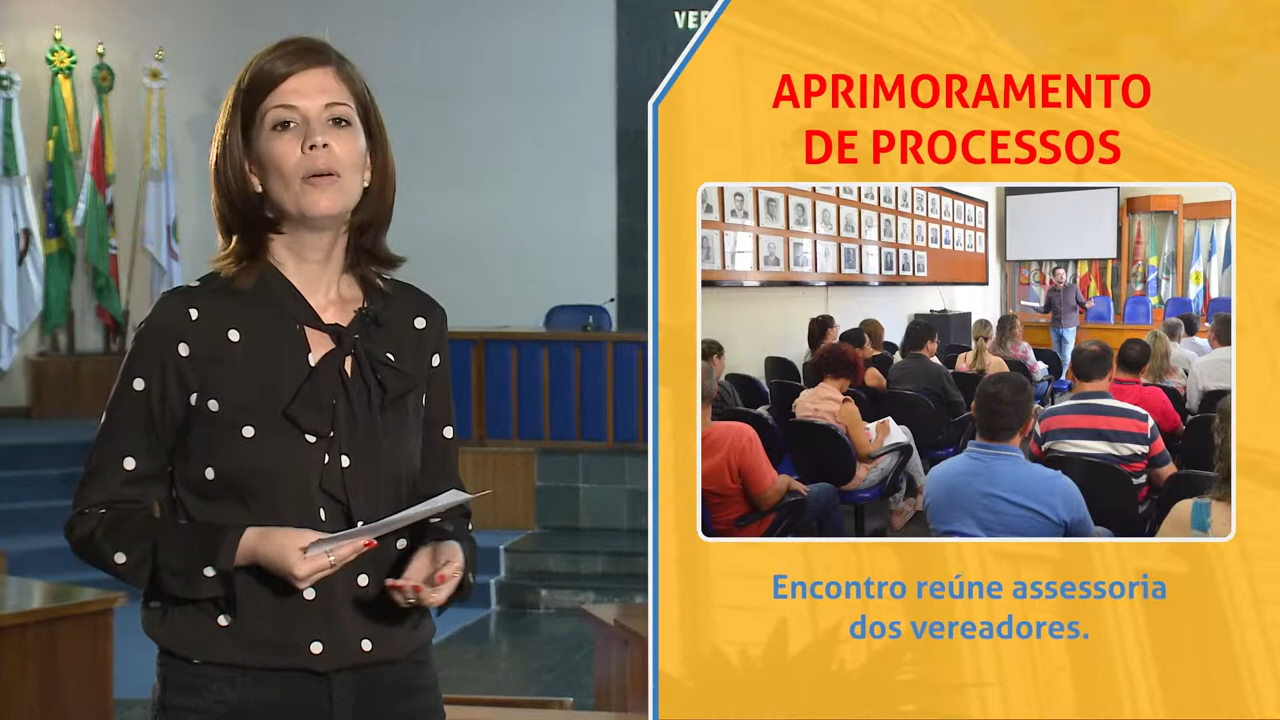 APRIMORAMENTO
DE PROCESSOS
Encontro reúne assessoria
dos vereadores.